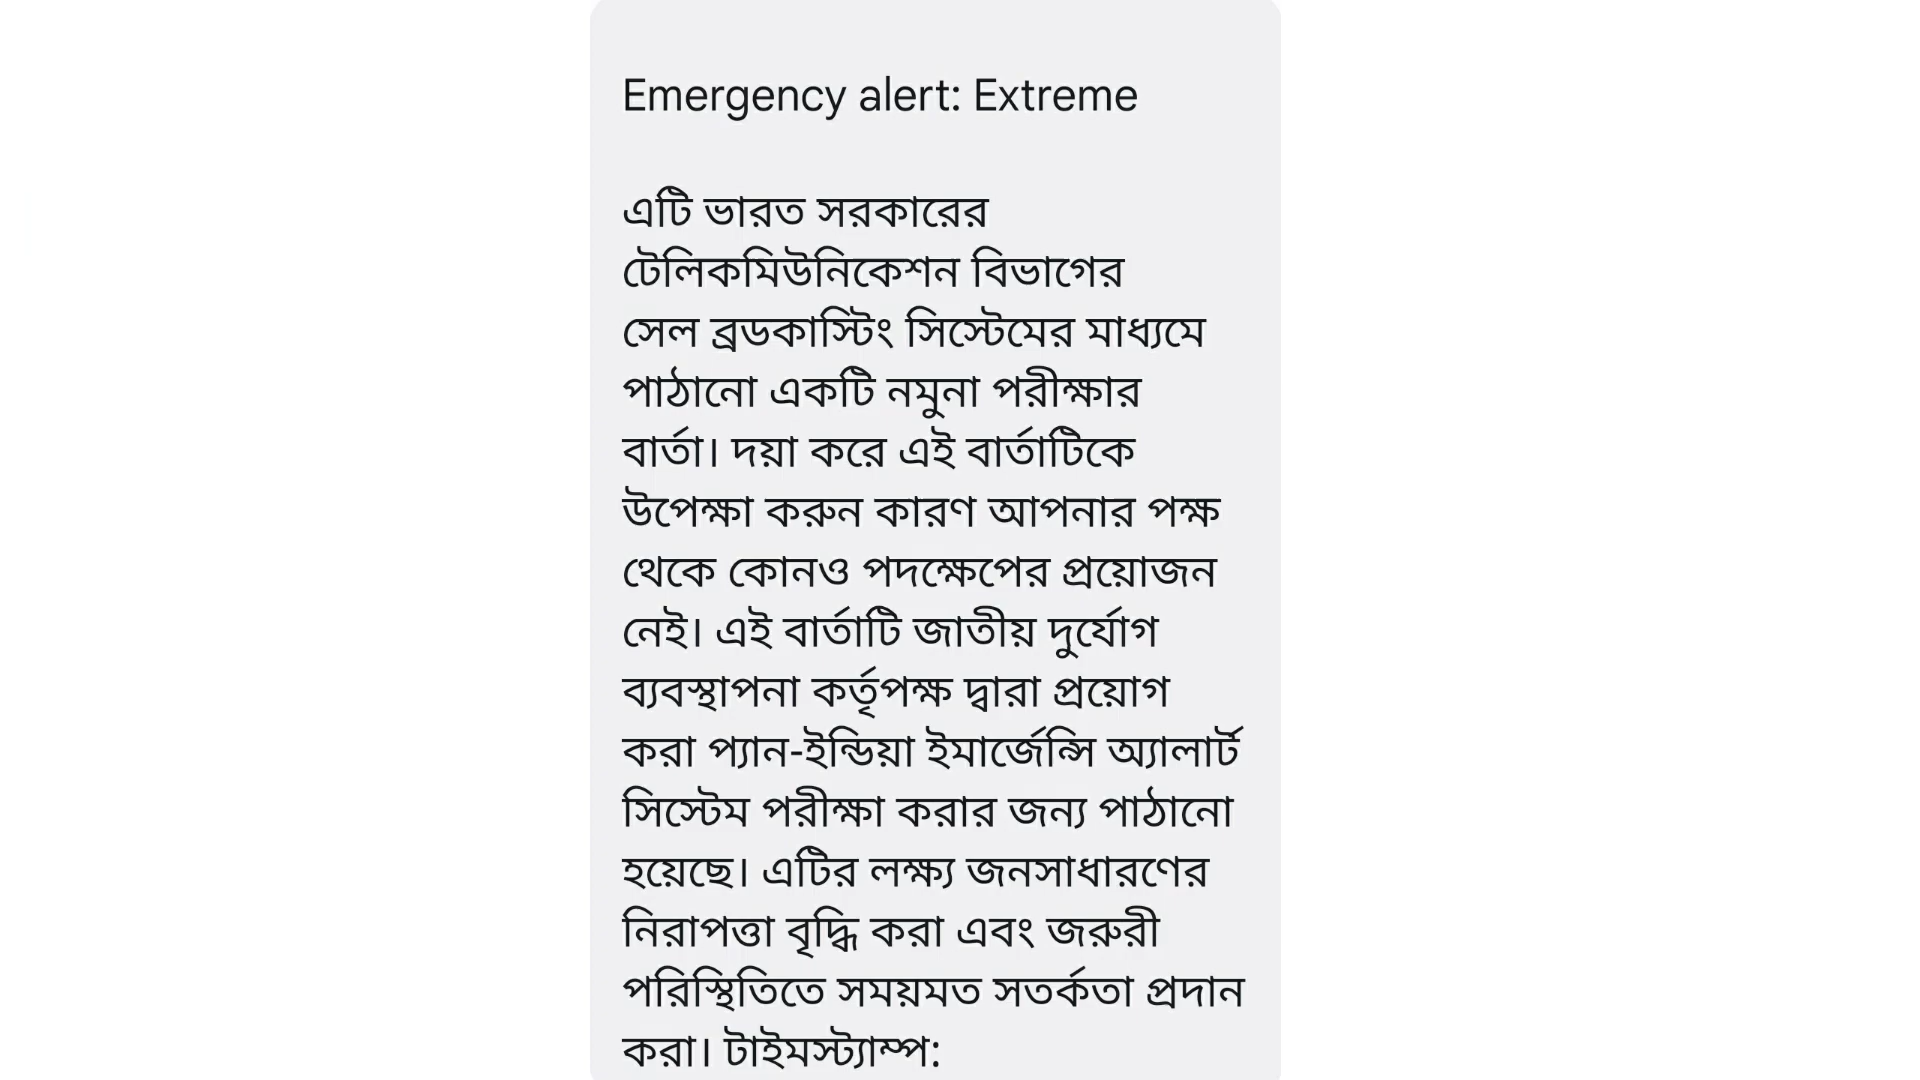 Emergency alert: Extreme
এটি ভারত সরকারের
টেলিকমিউনিকেশন বিভাগের
সেল ব্রডকাস্টিং সিস্টেমের মাধ্যমে
পাঠানো একটি নমুনা পরীক্ষার
বার্তা। দয়া করে এই বার্তাটিকে
উপেক্ষা করুন কারণ আপনার পক্ষ
থেকে কোনও পদক্ষেপের প্রয়োজন
নেই। এই বার্তাটি জাতীয় দুর্যোগ
ব্যবস্থাপনা কর্তৃপক্ষ দ্বারা প্রয়োগ
করা প্যান-ইন্ডিয়া ইমার্জেন্সি অ্যালার্ট
সিস্টেম পরীক্ষা করার জন্য পাঠানো
হয়েছে। এটির লক্ষ্য জনসাধারণের
নিরাপত্তা বৃদ্ধি করা এবং জরুরী
পরিস্থিতিতে সময়মত সতর্কতা প্রদান
করা। টাইমস্ট্যাম্প: